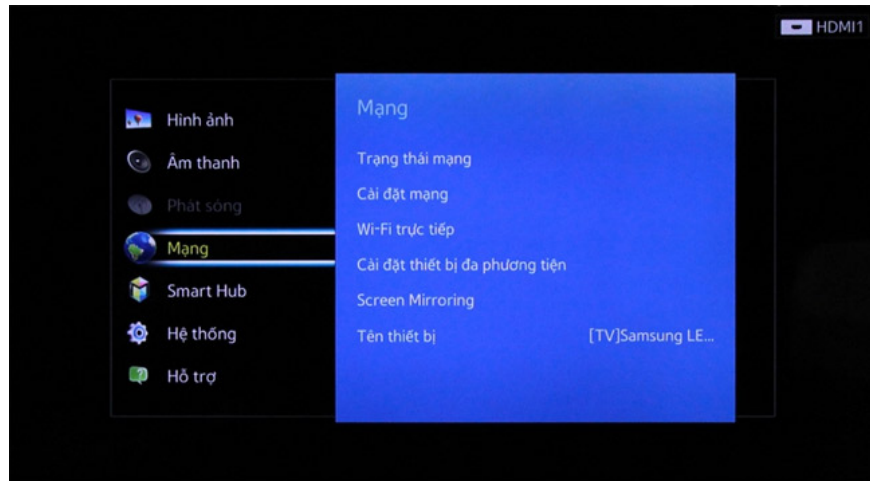 HDMI1
Hình ảnh
Âm thanh
Phát sóng
Mạng
Smart Hub
Hệ thống
Hỗ trợ
Mạng
Trạng thái mạng
Cài đặt mạng
Wi-Fi trực tiếp
Cài đặt thiết bị đa phương tiện
Screen Mirroring
Tên thiết bị [TV]Samsung LE...